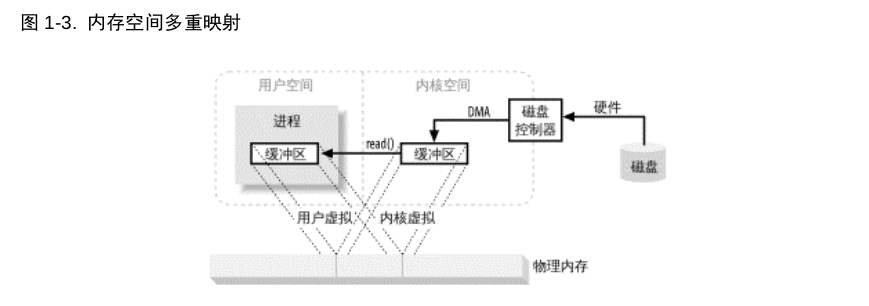 图 1-3. 内存空间多重映射
用户空间
内核空间
进程
缓冲区
read()
缓冲区
DMA
磁盘
控制器
硬件
磁盘
用户虚拟
内核虚拟
物理内存